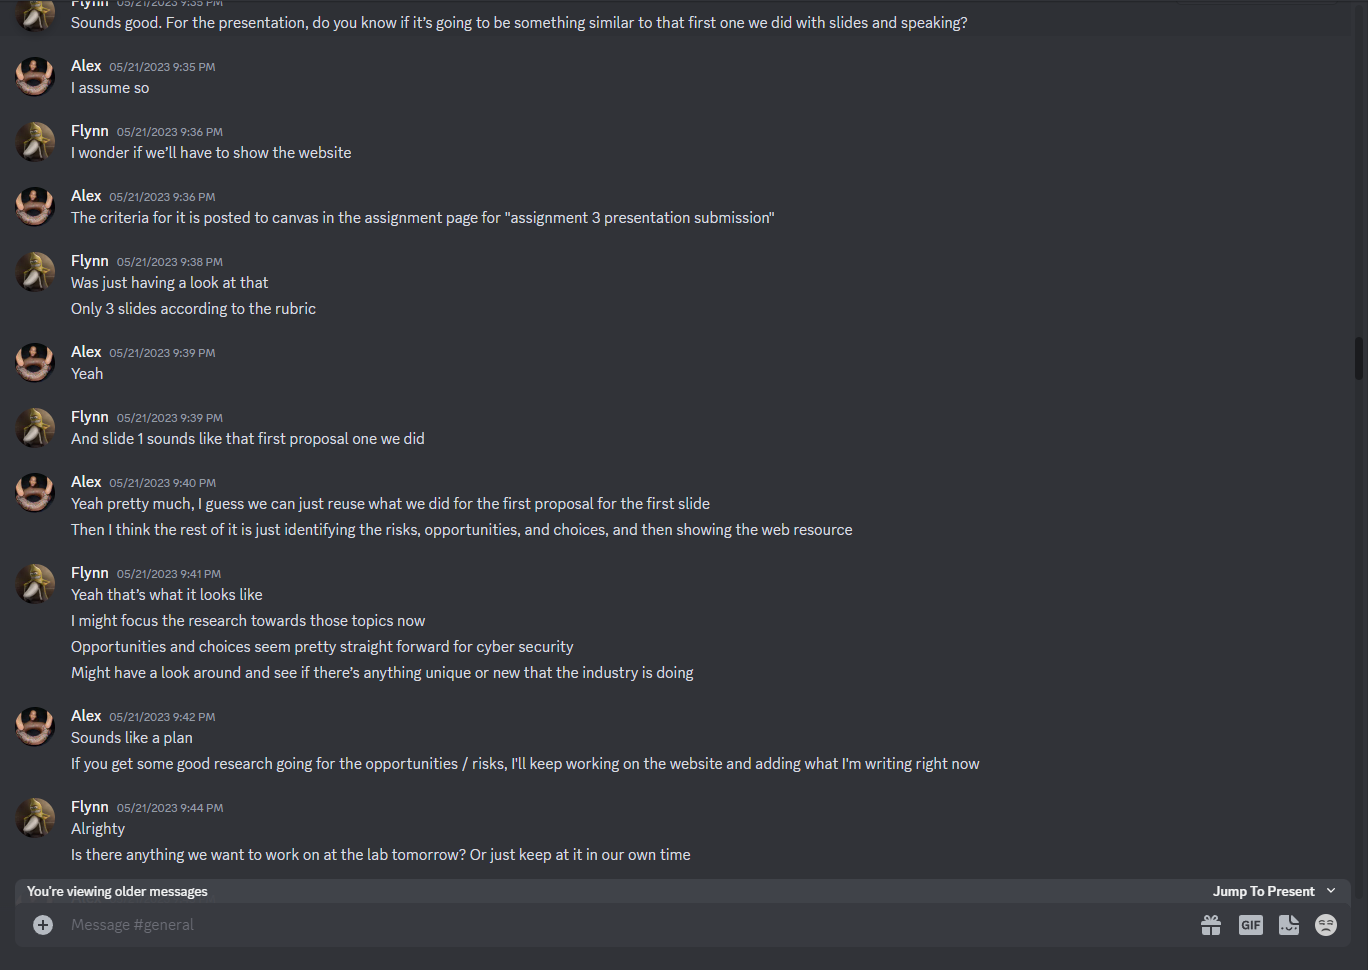 Flynn 05/21/2023 9:35 PM
Sounds good. For the presentation, do you know if it's going to be something similar to that first one we did with slides and speaking?
Alex 05/21/2023 9:35 PM
I assume so
Flynn 05/21/2023 9:36 PM
I wonder if we'll have to show the website
Alex 05/21/2023 9:36 PM
The criteria for it is posted to canvas in the assignment page for "assignment 3 presentation submission"
Flynn 05/21/2023 9:38 PM
Was just having a look at that
Only 3 slides according to the rubric
Alex 05/21/2023 9:39 PM
Yeah
Flynn 05/21/2023 9:39 PM
And slide 1 sounds like that first proposal one we did
Alex 05/21/2023 9:40 PM
Yeah pretty much, I guess we can just reuse what we did for the first proposal for the first slide
Then I think the rest of it is just identifying the risks, opportunities, and choices, and then showing the web resource
Flynn 05/21/2023 9:41 PM
Yeah that's what it looks like
I might focus the research towards those topics now
Opportunities and choices seem pretty straight forward for cyber security
Might have a look around and see if there's anything unique or new that the industry is doing
Alex 05/21/2023 9:42 PM
Sounds like a plan
If you get some good research going for the opportunities / risks, I'll keep working on the website and adding what I'm writing right now
Flynn 05/21/2023 9:44 PM
Alrighty
Is there anything we want to work on at the lab tomorrow? Or just keep at it in our own time
You're viewing older messages Jump To Present
Message #general GIF